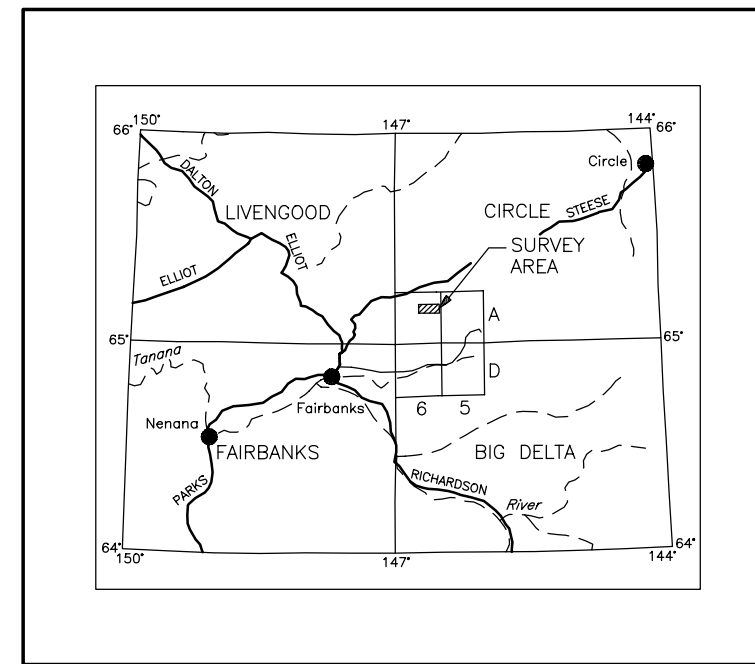 150° 147° 144°
66° 66°
Circle
DALTON
LIVENGOOD
CIRCLE STEESE
ELLIOT
SURVEY
AREA
ELLIOT
A
65° 65°
Tanana
D
Fairbanks 6 5
Nenana
FAIRBANKS BIG DELTA
RICHARDSON
PARKS
River
64° 64°
150° 147° 144°